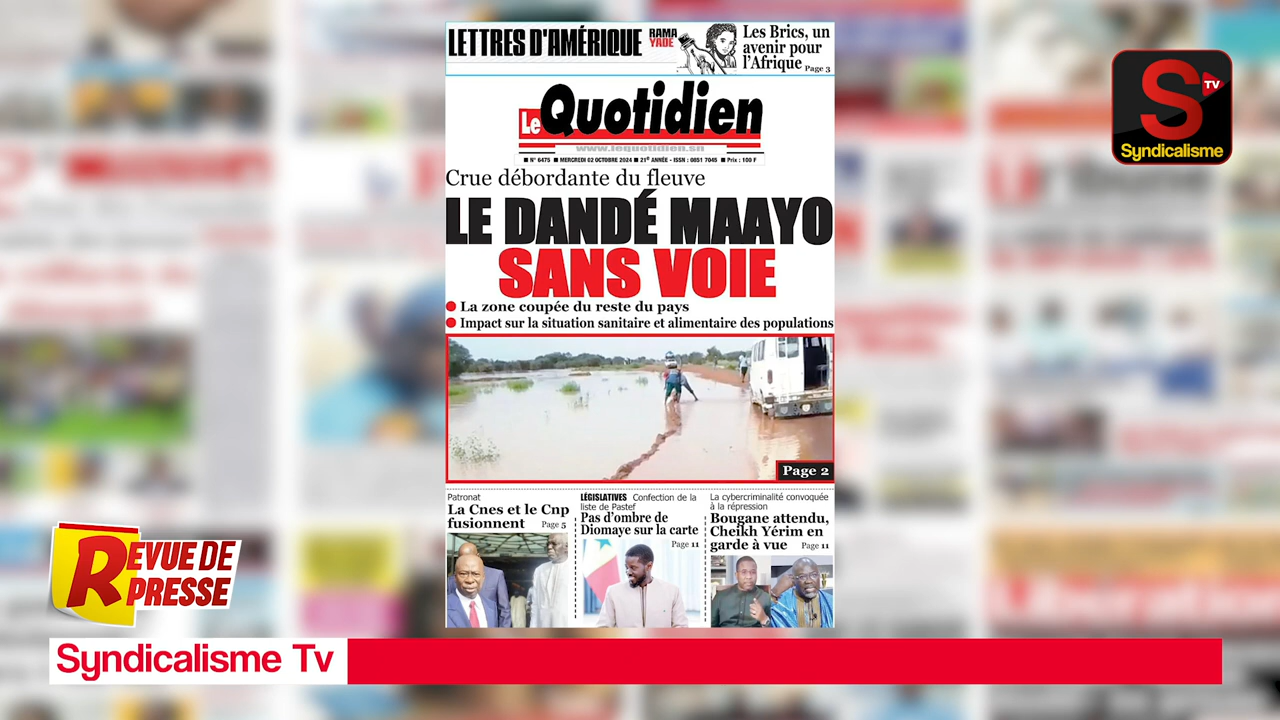 LETTRES D'AMÉRIQUE
RAMA
YADE
Les Brics, un
avenir pour
l'Afrique Page 3
Le Quotidien
www.lequotidien.sn
■ N° 6475 ■ MERCREDI 02 OCTOBRE 2024 ■ 21e ANNÉE - ISSN : 0851 7045 ■ Prix : 100 F
Crue débordante du fleuve
LE DANDÉ MAAYO
SANS VOIE
● La zone coupée du reste du pays
● Impact sur la situation sanitaire et alimentaire des populations
Page 2
Patronat
La Cnes et le Cnp
fusionnent Page 5
LÉGISLATIVES Confection de la
liste de Pastef
Pas d'ombre de
Diomaye sur la carte
Page 11
La cybercriminalité convoquée
à la répression
Bougane attendu,
Cheikh Yérim en
garde à vue Page 11
S TV
Syndicalisme
REVUE DE
PRESSE
Syndicalisme Tv